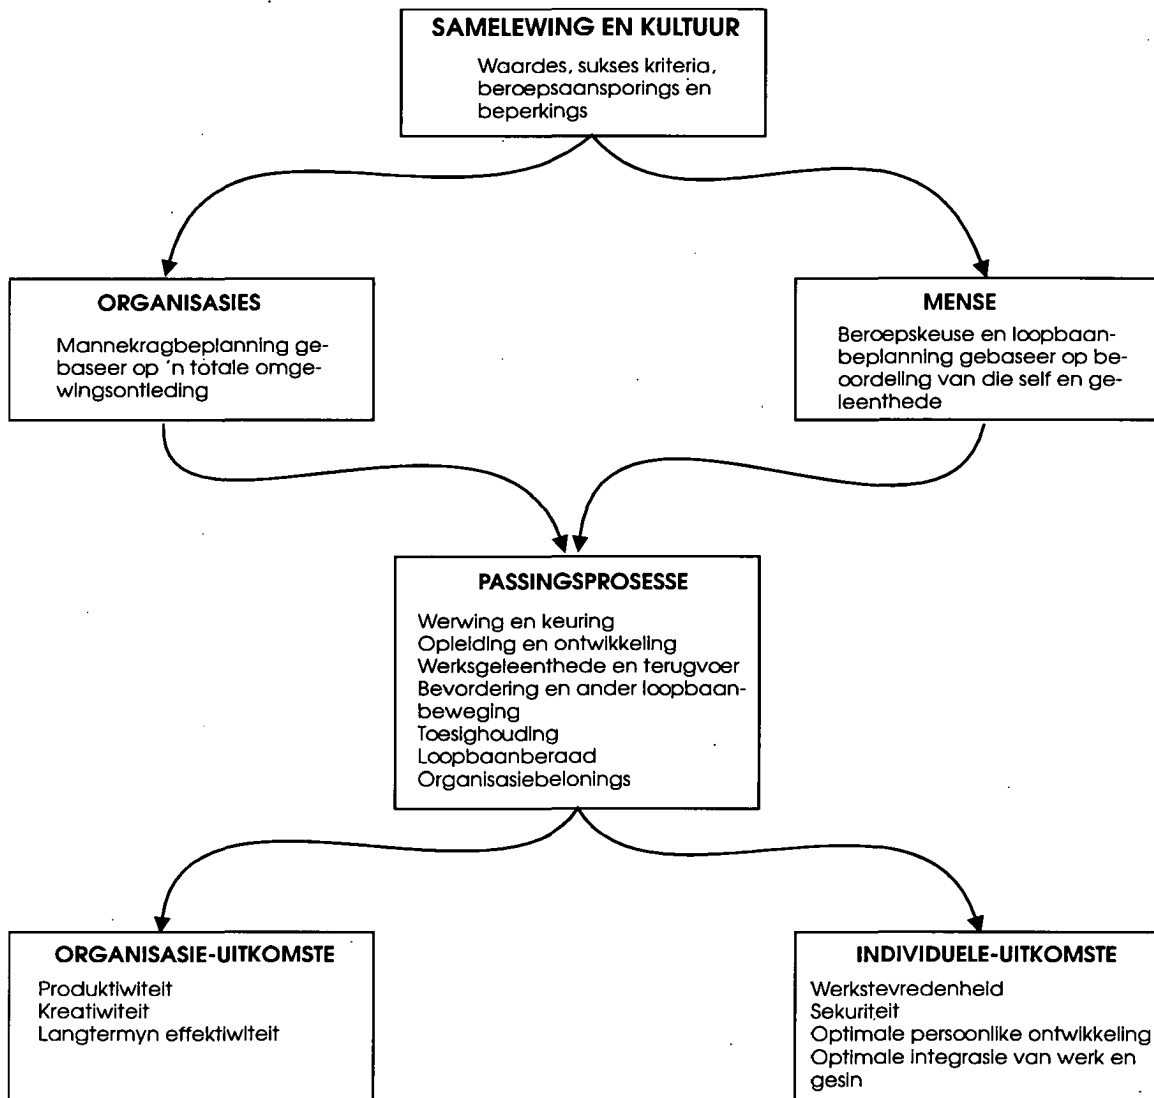 SAMELEWING EN KULTUUR
Waardes, sukses kriteria,
beroepsaansporings en
beperkings
ORGANISASIES
Mannekragbeplanning ge-
baseer op 'n totale omge-
wingsontleding
MENSE
Beroepskeuse en loopbaan-
beplanning gebaseer op be-
oordeling van die self en ge-
leenthede
PASSINGSPROSESSE
Werwing en keuring
Opleiding en ontwikkeling
Werksgeleenthede en terugvoer
Bevordering en ander loopbaan-
beweging
Toesighouding
Loopbaanberaad
Organisasiebelonings
ORGANISASIE-UITKOMSTE
Produktiwiteit
Kreatiwiteit
Langtermyn effektiwiteit
INDIVIDUELE-UITKOMSTE
Werkstevredenheid
Sekuriteit
Optimale persoonlike ontwikkeling
Optimale integrasie van werk en
gesin